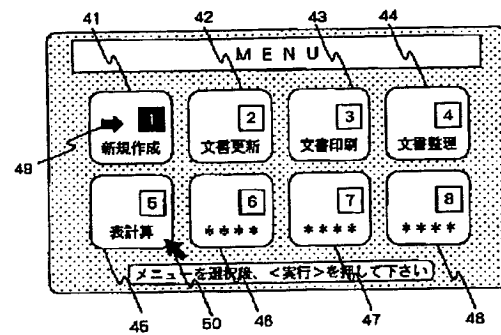 41 42 43 44
MENU
1 2 3 4
新規作成 文書更新 文書印刷 文書整理
49
5 6 7 8
表計算 **** **** ****
メニューを選択段、<実行>を押して下さい
45 50 46 47 48